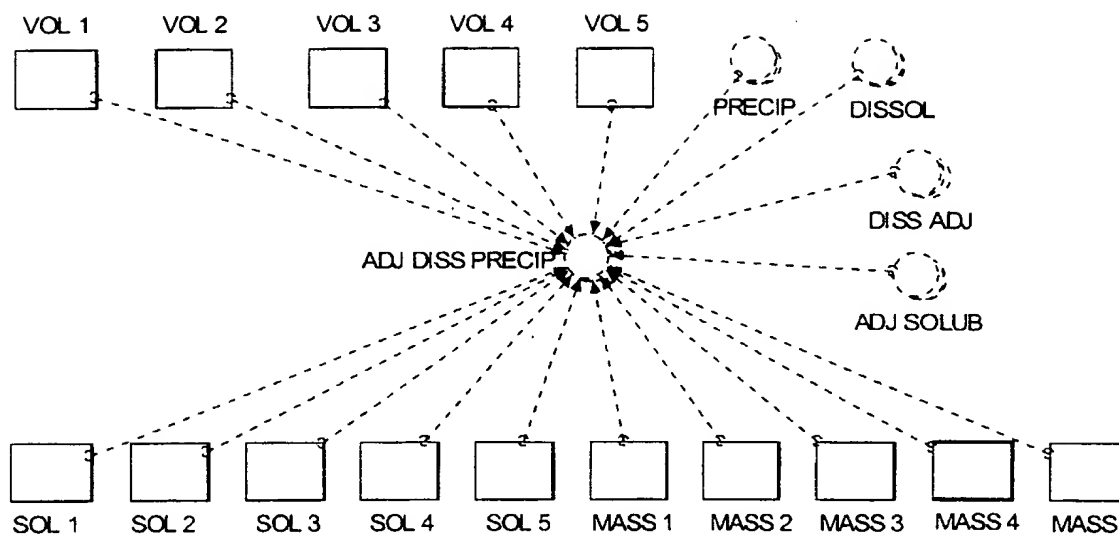 VOL 1 VOL 2 VOL 3 VOL 4 VOL 5
PRECIP DISSOL
DISS ADJ
ADJ DISS PRECIP
ADJ SOLUB
SOL 1 SOL 2 SOL 3 SOL 4 SOL 5 MASS 1 MASS 2 MASS 3 MASS 4 MASS